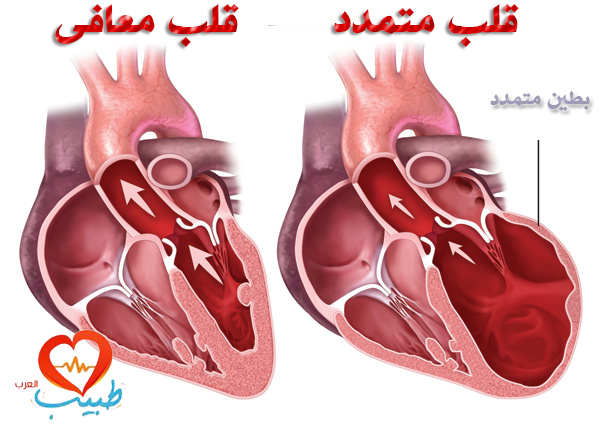 قلب متمدد
قلب معافى
بطين متمدد
طبيب
العرب